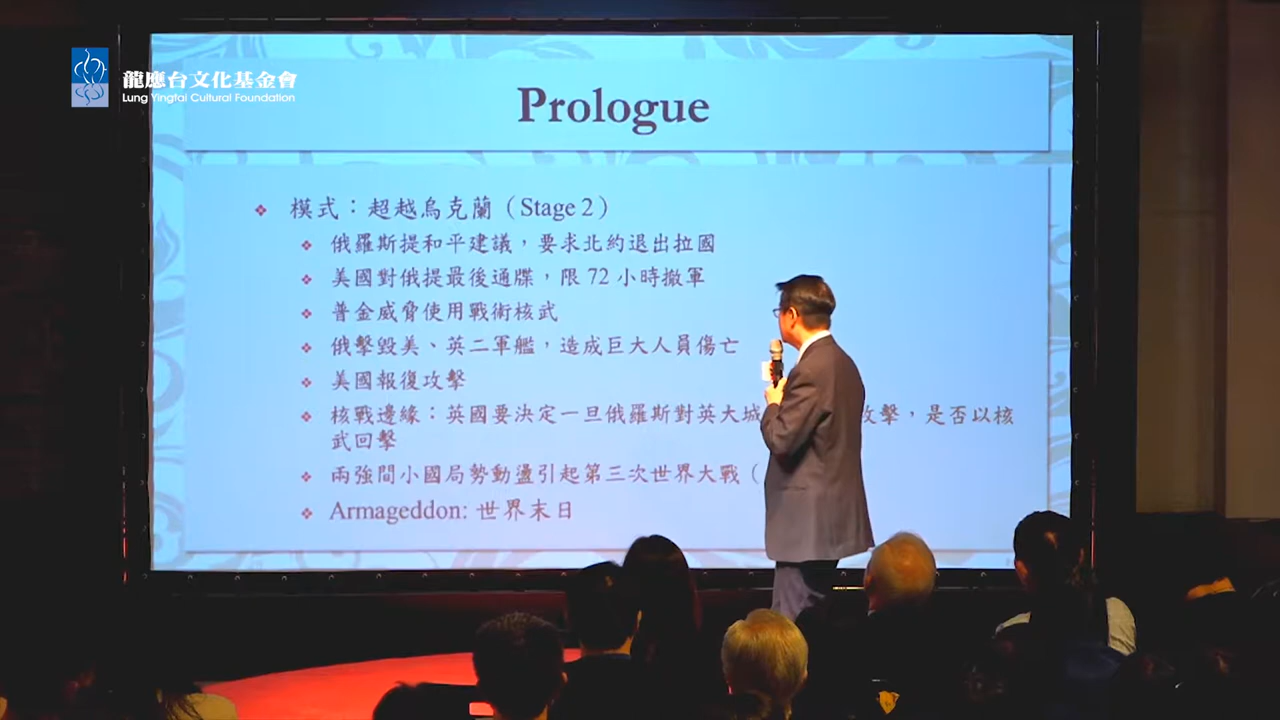 龍應台文化基金會
Lung Yingtai Cultural Foundation
Prologue
模式：超越烏克蘭（Stage 2）
俄羅斯提和平建議，要求北約退出拉國
美國對俄提最後通牒，限 72 小時撤軍
普金威脅使用戰術核武
俄擊毀美、英二軍艦，造成巨大人員傷亡
美國報復攻擊
核戰邊緣：英國要決定一旦俄羅斯對英大城 攻擊，是否以核
武回擊
兩強間小國局勢動盪引起第三次世界大戰（
Armageddon: 世界末日